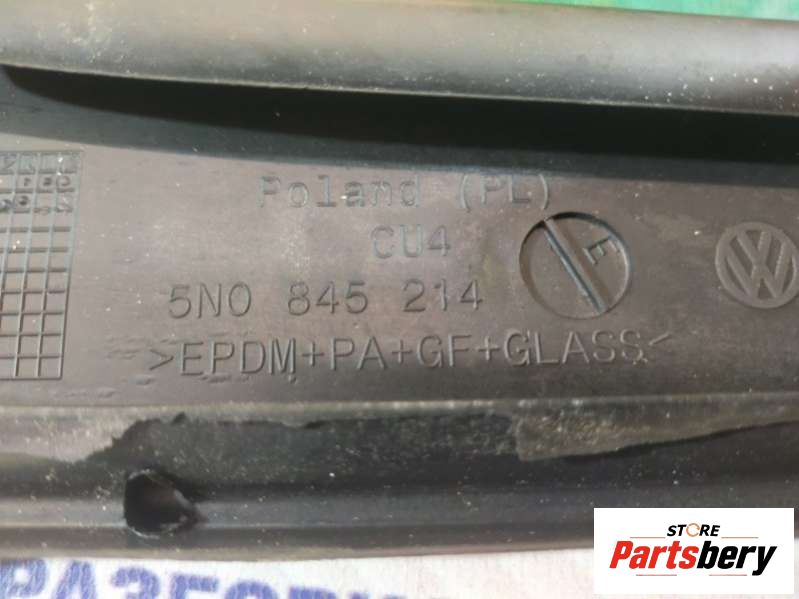 Poland (PL)
CU4
E
5N0 845 214
>EPDM+PA+GF+GLASS<
STORE
Partsbery